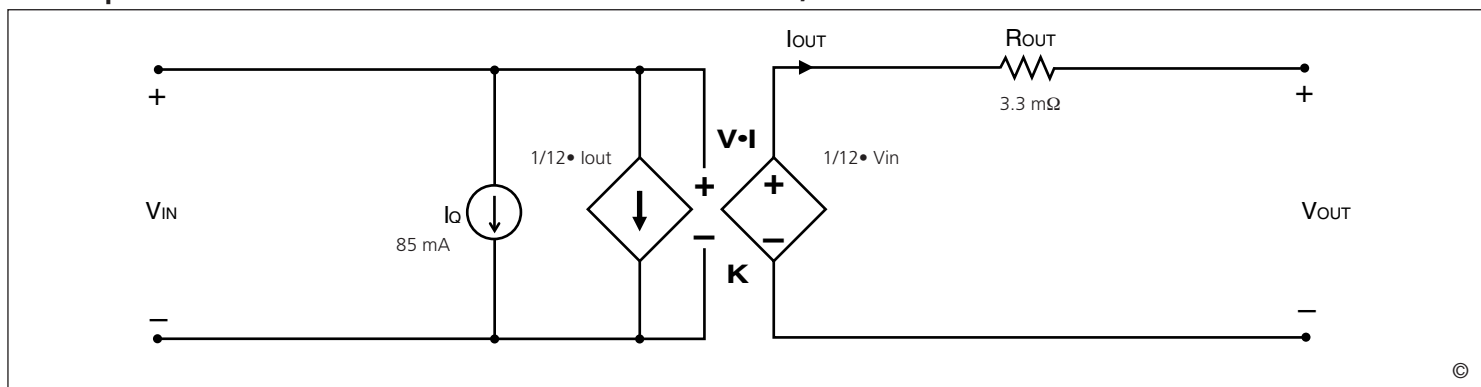 IOUT
ROUT
+
3.3 mΩ
+
V•I
1/12• Iout
1/12• Vin
+
+
VIN
IQ
VOUT
85 mA
–
–
K
–
–
©